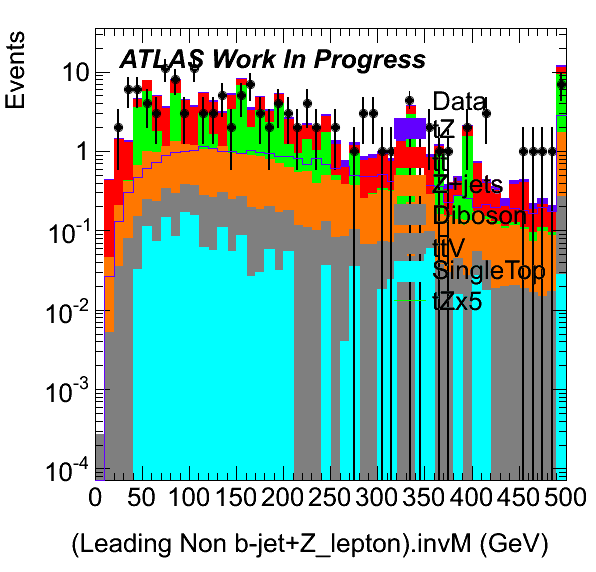 Events
ATLAS Work In Progress
10
1
10⁻¹
10⁻²
10⁻³
10⁻⁴
Data
tZ
tt
Z+jets
Diboson
ttV
SingleTop
tZx5
0 50 100 150 200 250 300 350 400 450 500
(Leading Non b-jet+Z_lepton).invM (GeV)